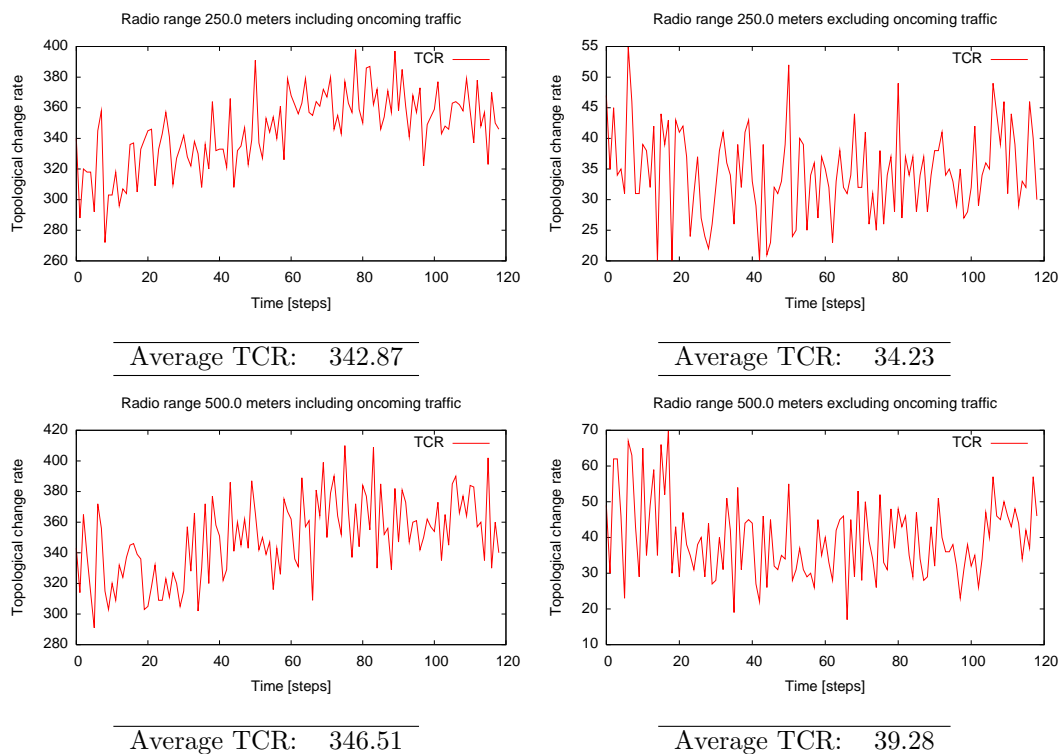 Radio range 250.0 meters including oncoming traffic
400
380
360
340
320
300
280
260
Topological change rate
TCR
0 20 40 60 80 100 120
Time [steps]
Average TCR: 342.87
Radio range 250.0 meters excluding oncoming traffic
55
50
45
40
35
30
25
20
Topological change rate
TCR
0 20 40 60 80 100 120
Time [steps]
Average TCR: 34.23
Radio range 500.0 meters including oncoming traffic
420
400
380
360
340
320
300
280
Topological change rate
TCR
0 20 40 60 80 100 120
Time [steps]
Average TCR: 346.51
Radio range 500.0 meters excluding oncoming traffic
70
60
50
40
30
20
10
Topological change rate
TCR
0 20 40 60 80 100 120
Time [steps]
Average TCR: 39.28